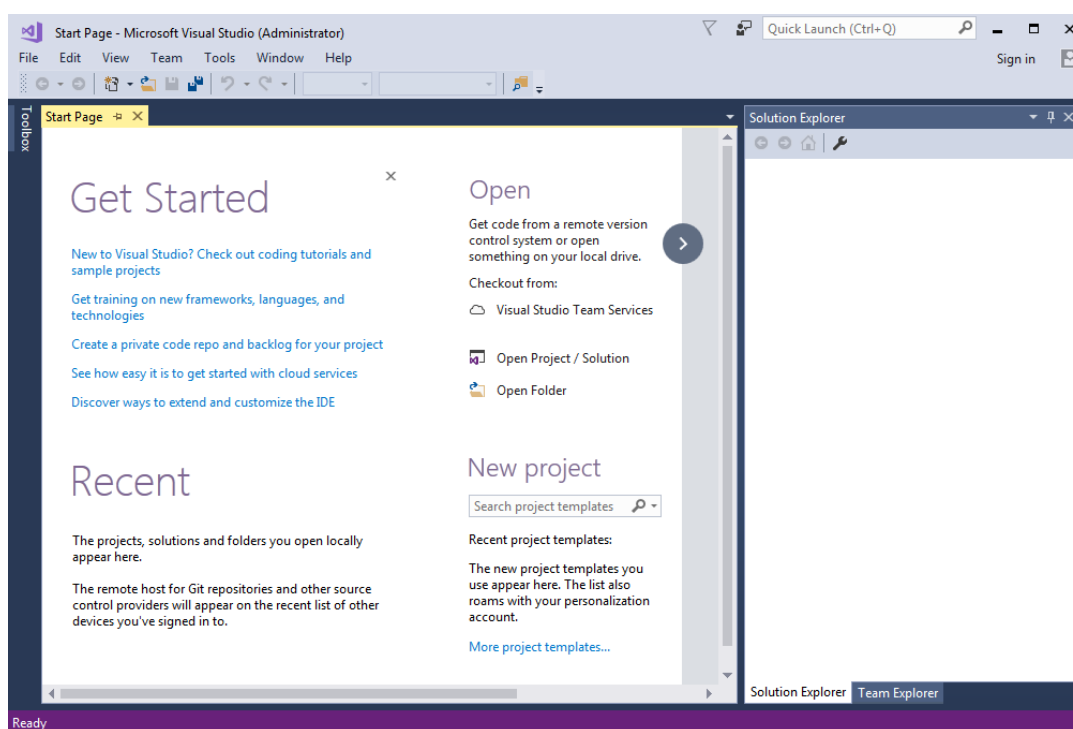 Start Page - Microsoft Visual Studio (Administrator)
Quick Launch (Ctrl+Q)
File Edit View Team Tools Window Help
Sign in
Toolbox
Start Page
Get Started
New to Visual Studio? Check out coding tutorials and
sample projects
Get training on new frameworks, languages, and
technologies
Create a private code repo and backlog for your project
See how easy it is to get started with cloud services
Discover ways to extend and customize the IDE
Recent
The projects, solutions and folders you open locally
appear here.
The remote host for Git repositories and other source
control providers will appear on the recent list of other
devices you've signed in to.
Open
Get code from a remote version
control system or open
something on your local drive.
Checkout from:
Visual Studio Team Services
Open Project / Solution
Open Folder
New project
Search project templates
Recent project templates:
The new project templates you
use appear here. The list also
roams with your personalization
account.
More project templates...
Solution Explorer
Solution Explorer Team Explorer
Ready